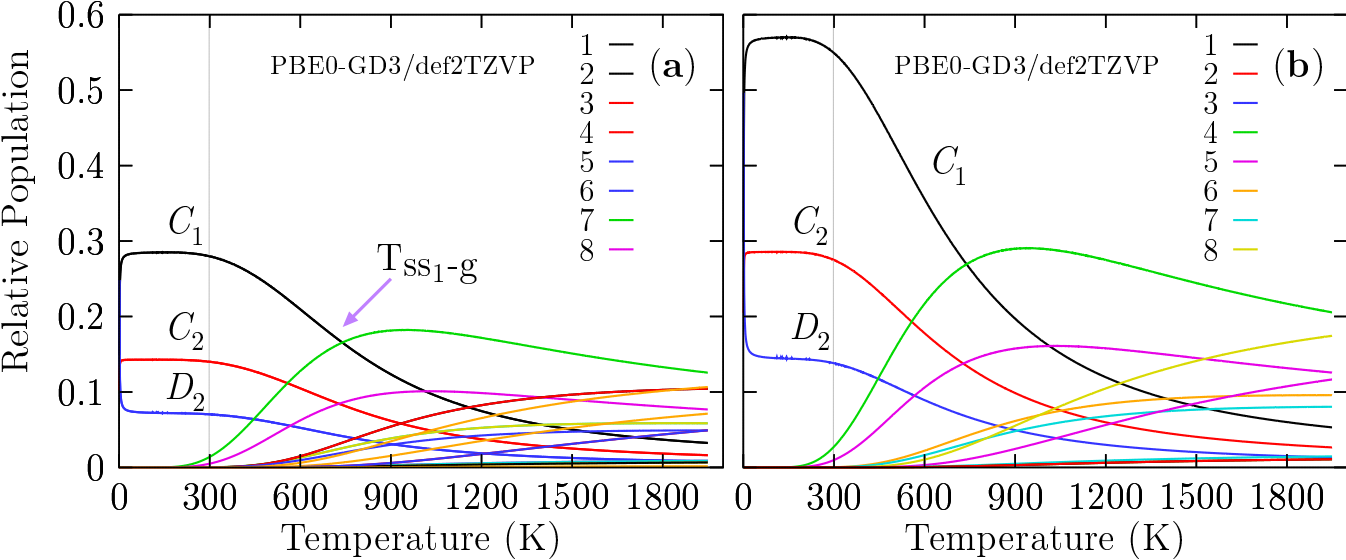 Relative Population
0.6
0.5
0.4
0.3
0.2
0.1
0
PBE0-GD3/def2TZVP
(a)
1
2
3
4
5
6
7
8
C1
C2
D2
Tss1-g
0 300 600 900 1200 1500 1800
Temperature (K)
PBE0-GD3/def2TZVP
(b)
1
2
3
4
5
6
7
8
C1
C2
D2
0 300 600 900 1200 1500 1800
Temperature (K)